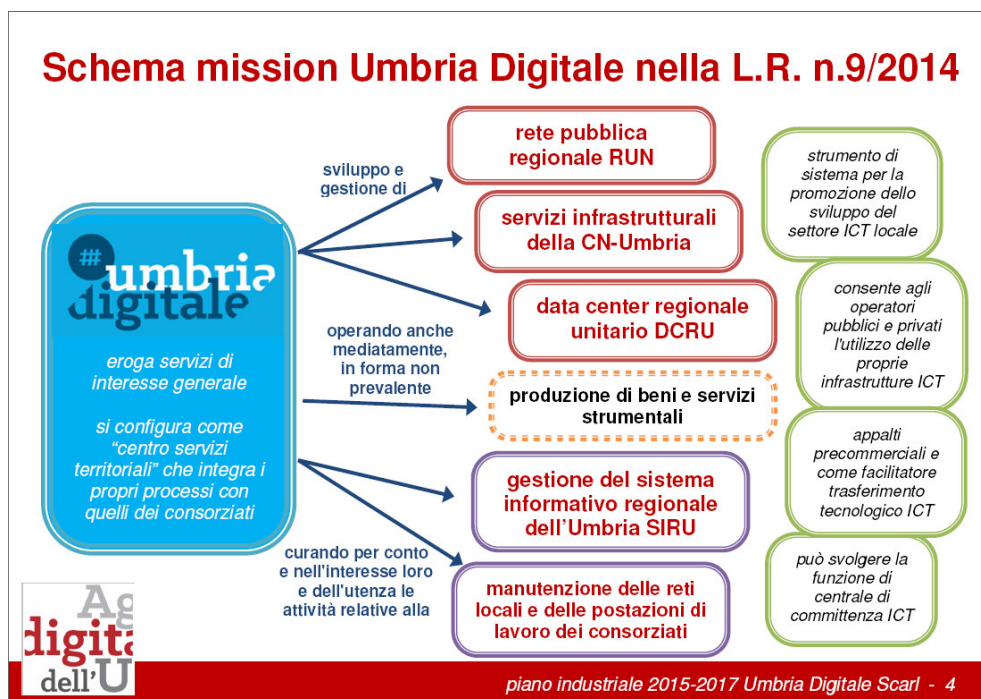 Schema mission Umbria Digitale nella L.R. n.9/2014
sviluppo e
gestione di
rete pubblica
regionale RUN
servizi infrastrutturali
della CN-Umbria
data center regionale
unitario DCRU
#umbria
digitale
eroga servizi di
interesse generale
si configura come
“centro servizi
territoriali” che integra i
propri processi con
quelli dei consorziati
operando anche
mediatamente,
in forma non
prevalente
produzione di beni e servizi
strumentali
curando per conto
e nell'interesse loro
e dell'utenza le
attività relative alla
gestione del sistema
informativo regionale
dell’Umbria SIRU
manutenzione delle reti
locali e delle postazioni di
lavoro dei consorziati
strumento di
sistema per la
promozione dello
sviluppo del
settore ICT locale
consente agli
operatori
pubblici e privati
l'utilizzo delle
proprie
infrastrutture ICT
appalti
precommerciali e
come facilitatore
trasferimento
tecnologico ICT
può svolgere la
funzione di
centrale di
committenza ICT
Ag
digita
dell'U
piano industriale 2015-2017 Umbria Digitale Scarl - 4